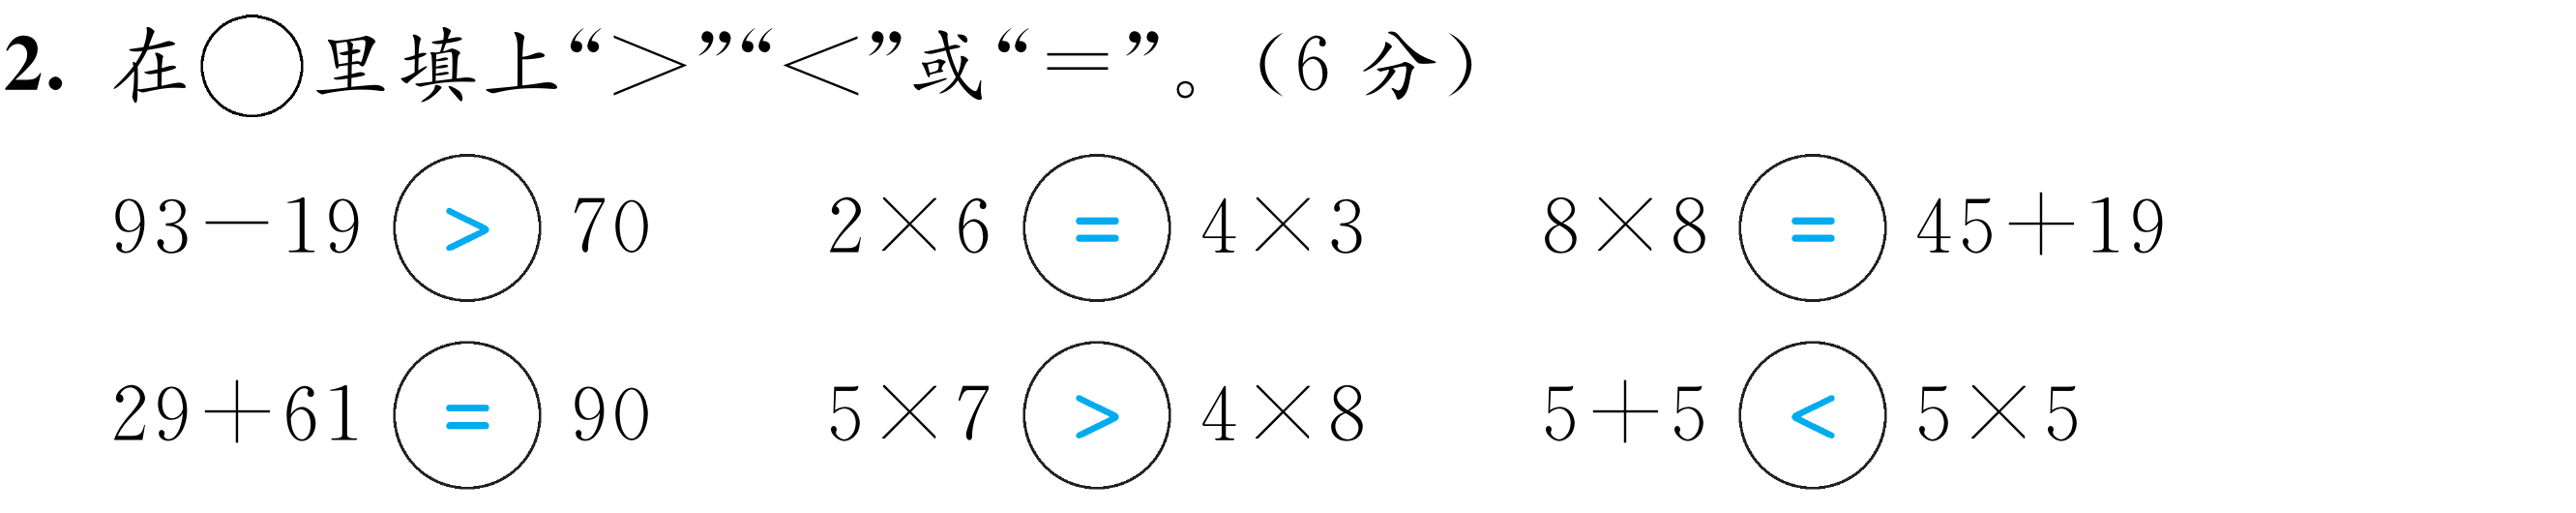 2. 在○里填上“＞”“＜”或“＝”。(6 分)
93－19 > 70 2×6 = 4×3 8×8 = 45＋19
29＋61 = 90 5×7 > 4×8 5＋5 < 5×5